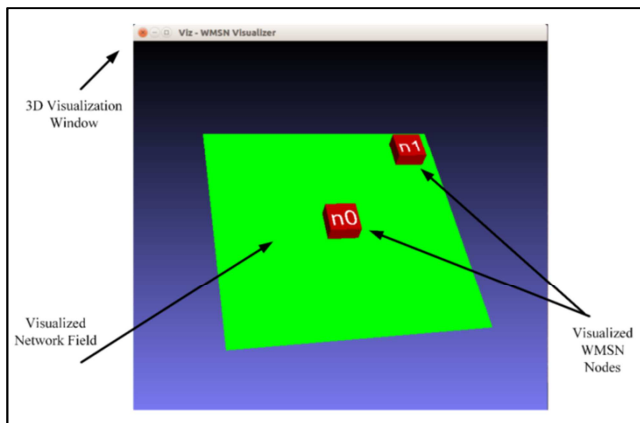 Viz - WMSN Visualizer
3D Visualization
Window
n1
n0
Visualized
Network Field
Visualized
WMSN
Nodes